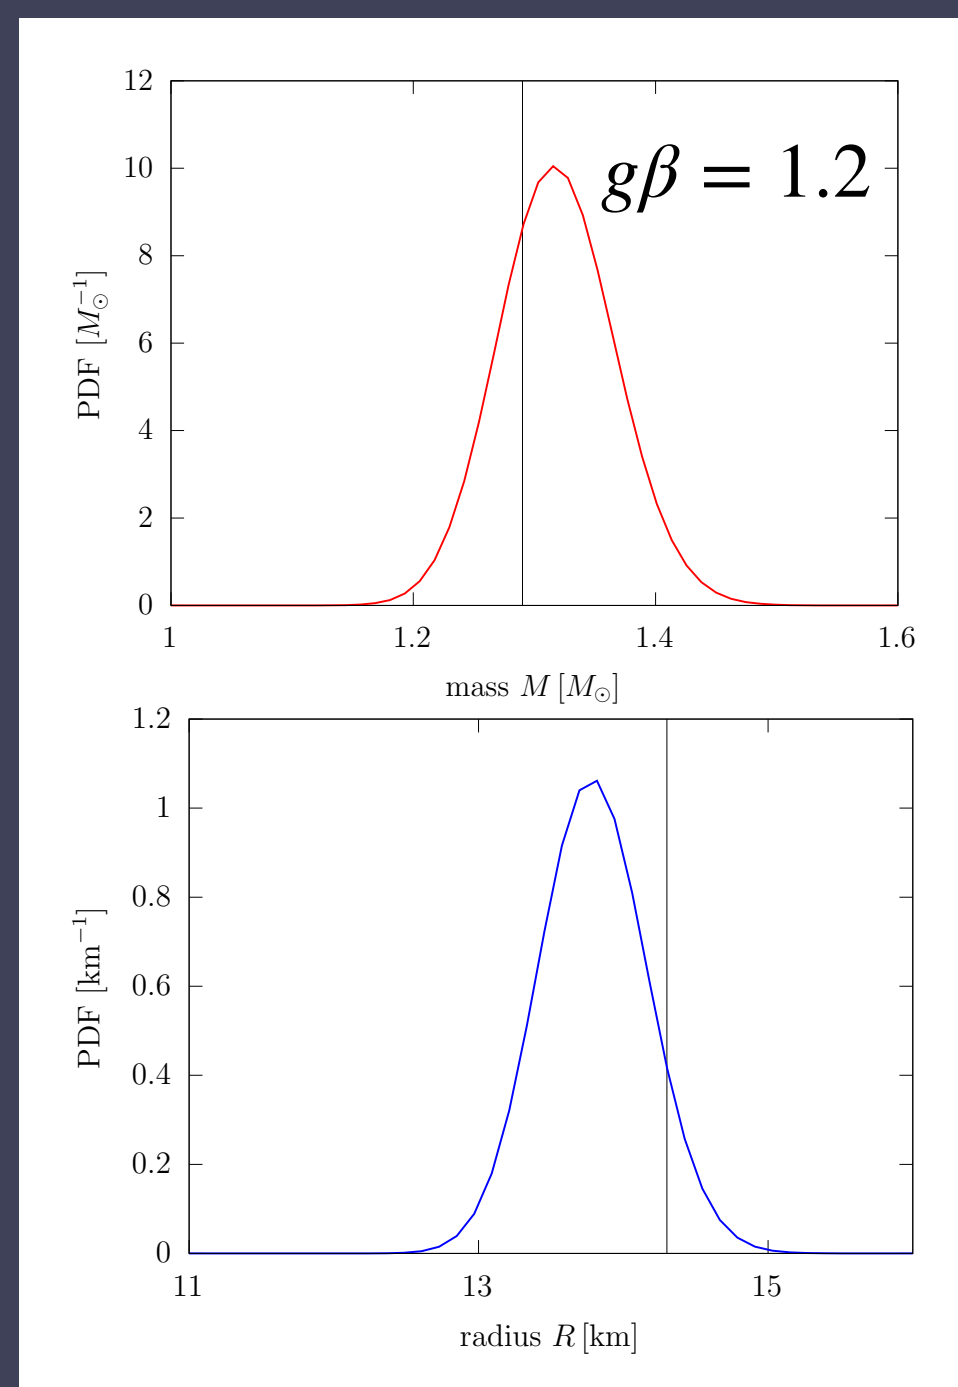 12
10
8
6
4
2
0
PDF [M⊙⁻¹]
gβ = 1.2
1 1.2 1.4 1.6
mass M [M⊙]
1.2
1
0.8
0.6
0.4
0.2
0
PDF [km⁻¹]
11 13 15
radius R [km]